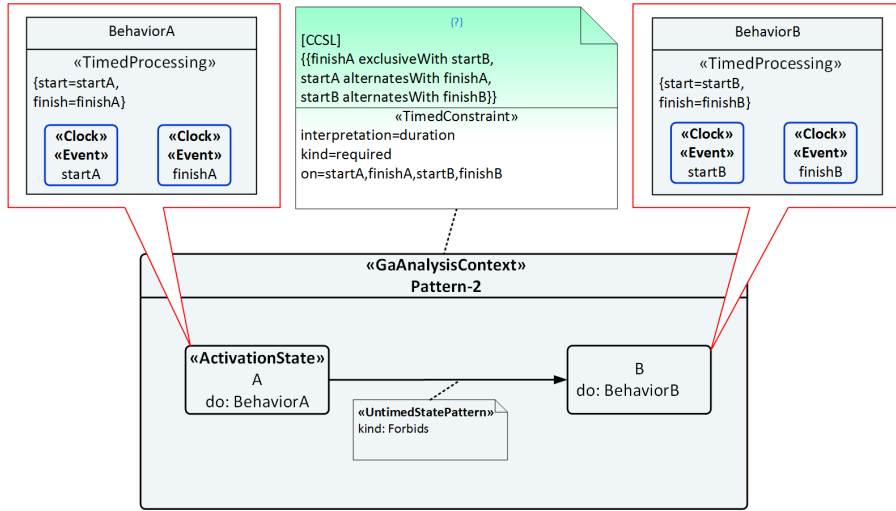 BehaviorA
«TimedProcessing»
{start=startA,
finish=finishA}
«Clock»
«Event»
startA
«Clock»
«Event»
finishA
{?}
[CCSL]
{{finishA exclusiveWith startB,
startA alternatesWith finishA,
startB alternatesWith finishB}}
«TimedConstraint»
interpretation=duration
kind=required
on=startA,finishA,startB,finishB
BehaviorB
«TimedProcessing»
{start=startB,
finish=finishB}
«Clock»
«Event»
startB
«Clock»
«Event»
finishB
«GaAnalysisContext»
Pattern-2
«ActivationState»
A
do: BehaviorA
B
do: BehaviorB
«UntimedStatePattern»
kind: Forbids